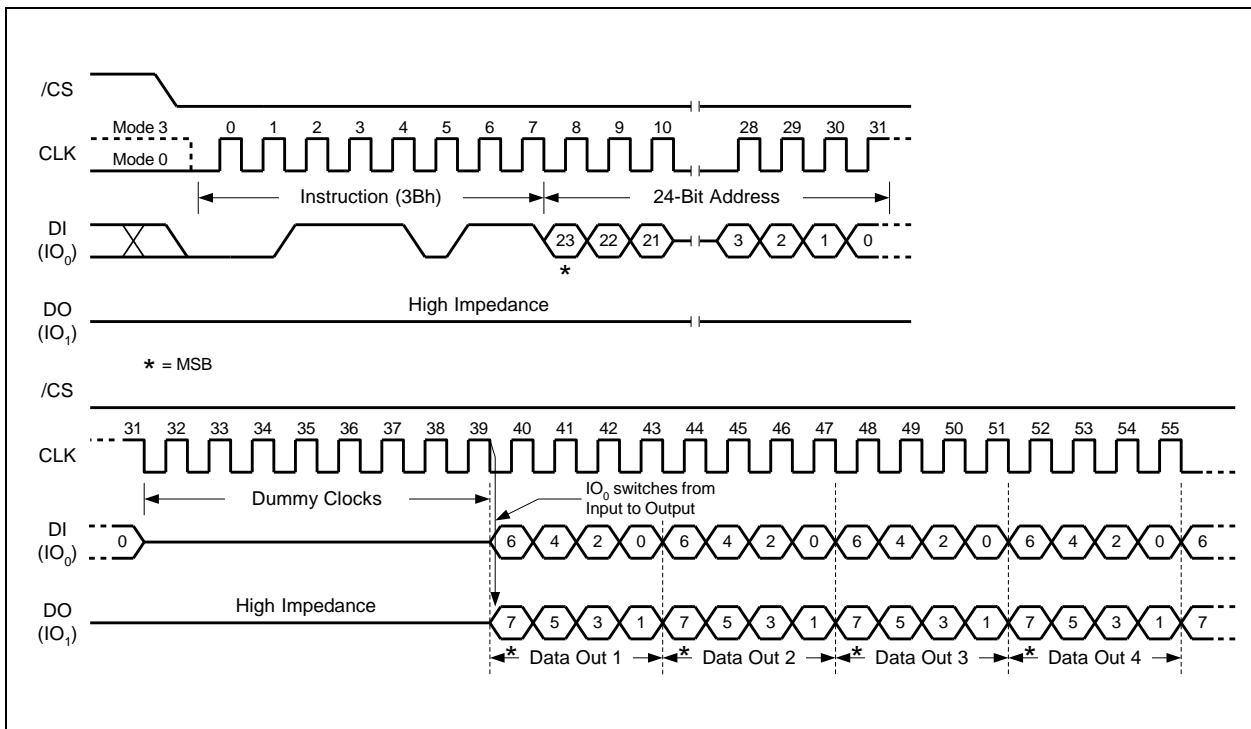 /CS
Mode 3 0 1 2 3 4 5 6 7 8 9 10 28 29 30 31
CLK
Mode 0
Instruction (3Bh) 24-Bit Address
DI
(IO0)
23 22 21 3 2 1 0
*
High Impedance
DO
(IO1)
* = MSB
/CS
31 32 33 34 35 36 37 38 39 40 41 42 43 44 45 46 47 48 49 50 51 52 53 54 55
CLK
Dummy Clocks
IO0 switches from
Input to Output
DI
(IO0)
0 6 4 2 0 6 4 2 0 6 4 2 0 6 4 2 0 6
High Impedance
DO
(IO1)
7 5 3 1 7 5 3 1 7 5 3 1 7 5 3 1 7
* Data Out 1 * Data Out 2 * Data Out 3 * Data Out 4